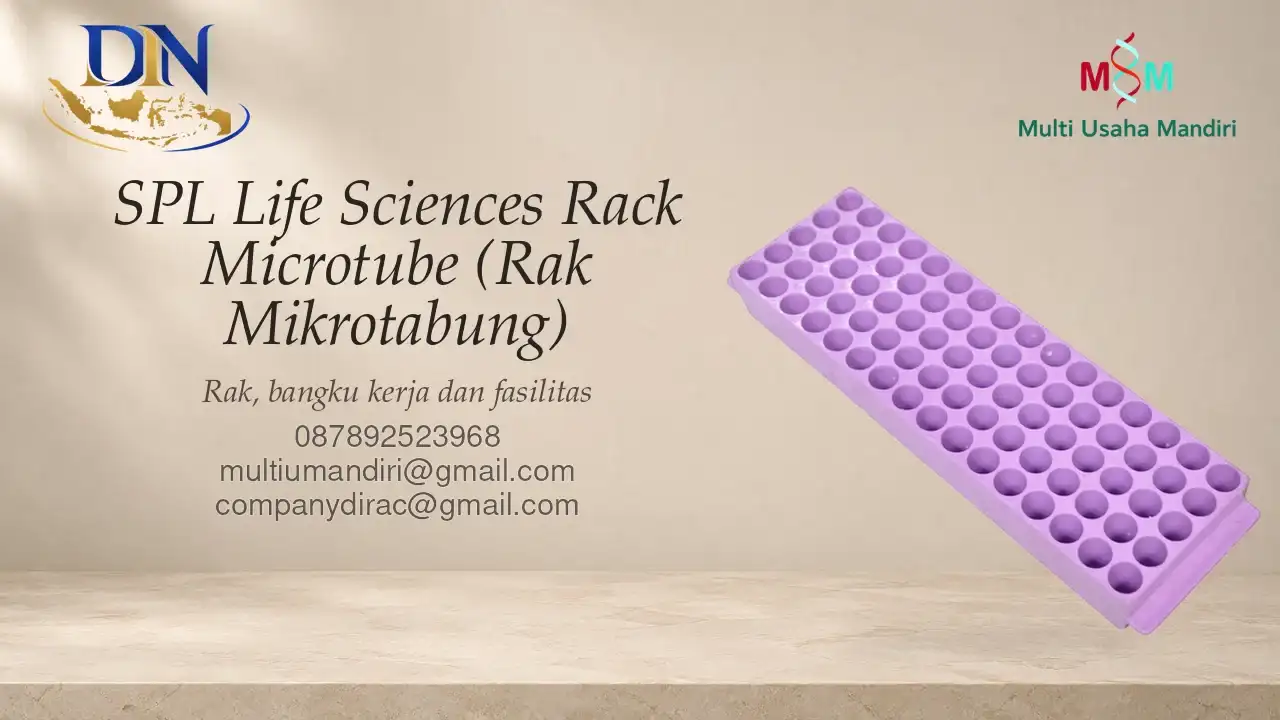 DN
MSM
Multi Usaha Mandiri
SPL Life Sciences Rack
Microtube (Rak
Mikrotabung)
Rak, bangku kerja dan fasilitas
087892523968
multiumandiri@gmail.com
companydirac@gmail.com